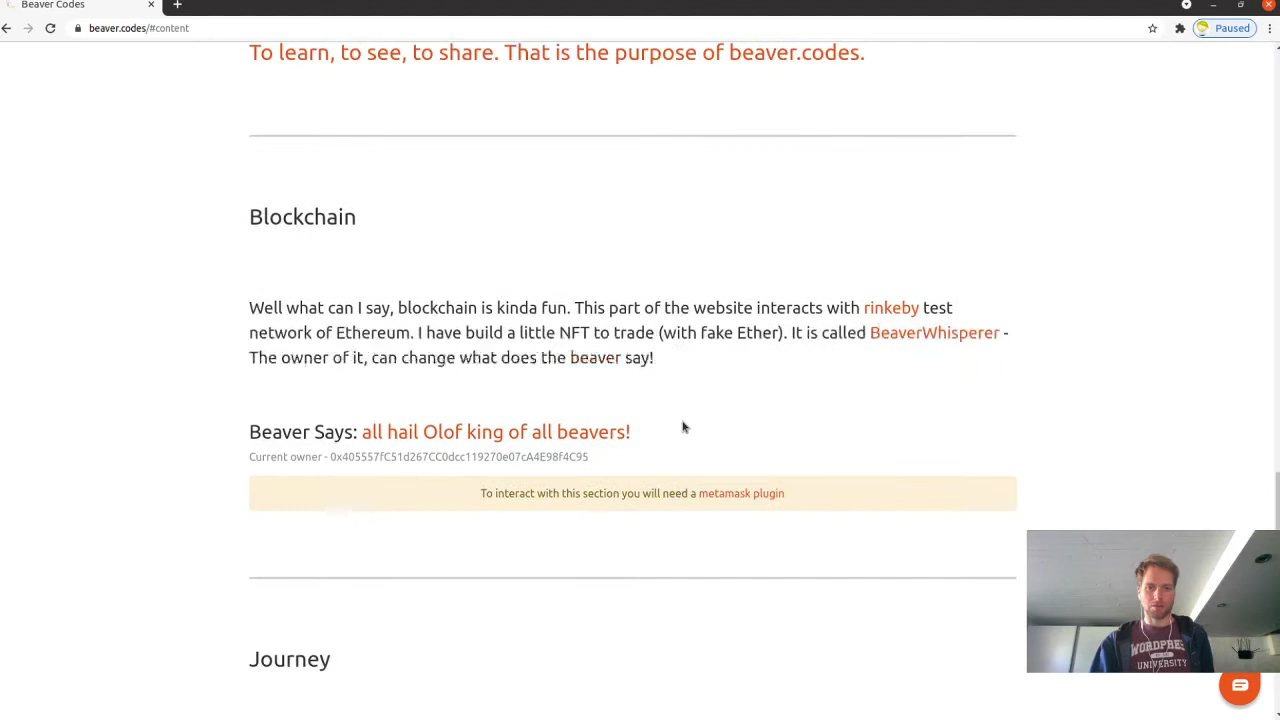 Beaver Codes
beaver.codes/#content
Paused
To learn, to see, to share. That is the purpose of beaver.codes.
Blockchain
Well what can I say, blockchain is kinda fun. This part of the website interacts with rinkeby test
network of Ethereum. I have build a little NFT to trade (with fake Ether). It is called BeaverWhisperer -
The owner of it, can change what does the beaver say!
Beaver Says: all hail Olof king of all beavers!
Current owner - 0x405557fC51d267CC0dcc119270e07cA4E98f4C95
To interact with this section you will need a metamask plugin
Journey
WORDPRESS
UNIVERSITY